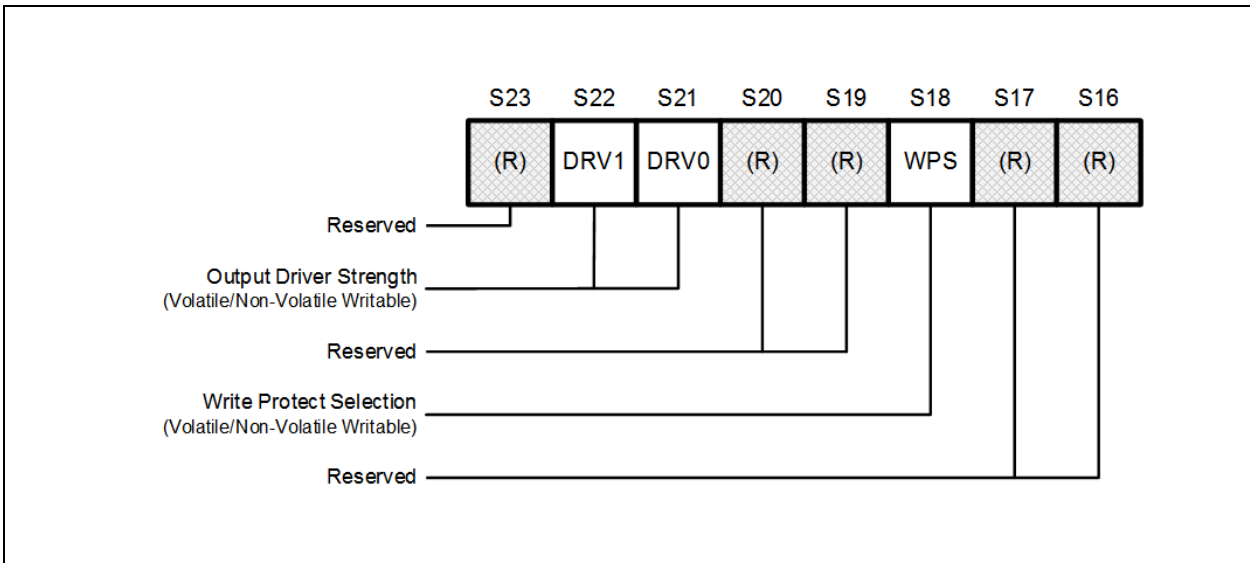 S23 S22 S21 S20 S19 S18 S17 S16
(R) DRV1 DRV0 (R) (R) WPS (R) (R)
Reserved
Output Driver Strength
(Volatile/Non-Volatile Writable)
Reserved
Write Protect Selection
(Volatile/Non-Volatile Writable)
Reserved